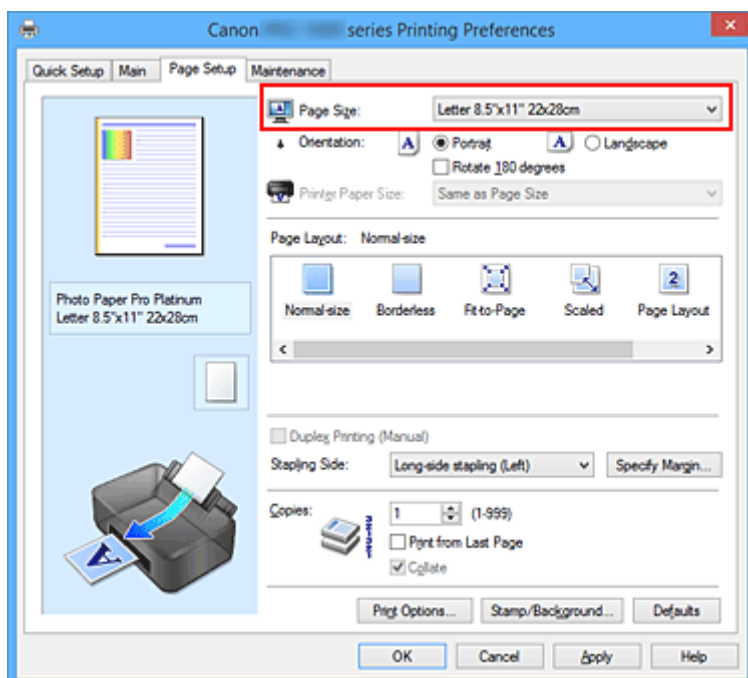 Canon series Printing Preferences
Quick Setup Main Page Setup Maintenance
Page Size: Letter 8.5"x11" 22x28cm
Orientation: A Portrait A Landscape
Rotate 180 degrees
Printer Paper Size: Same as Page Size
Page Layout: Normal-size
2
Normal-size Borderless Fit-to-Page Scaled Page Layout
Photo Paper Pro Platinum
Letter 8.5"x11" 22x28cm
Duplex Printing (Manual)
Stapling Side: Long-side stapling (Left) Specify Margin...
Copies: 1 (1-999)
Print from Last Page
Collate
A
Print Options... Stamp/Background... Defaults
OK Cancel Apply Help